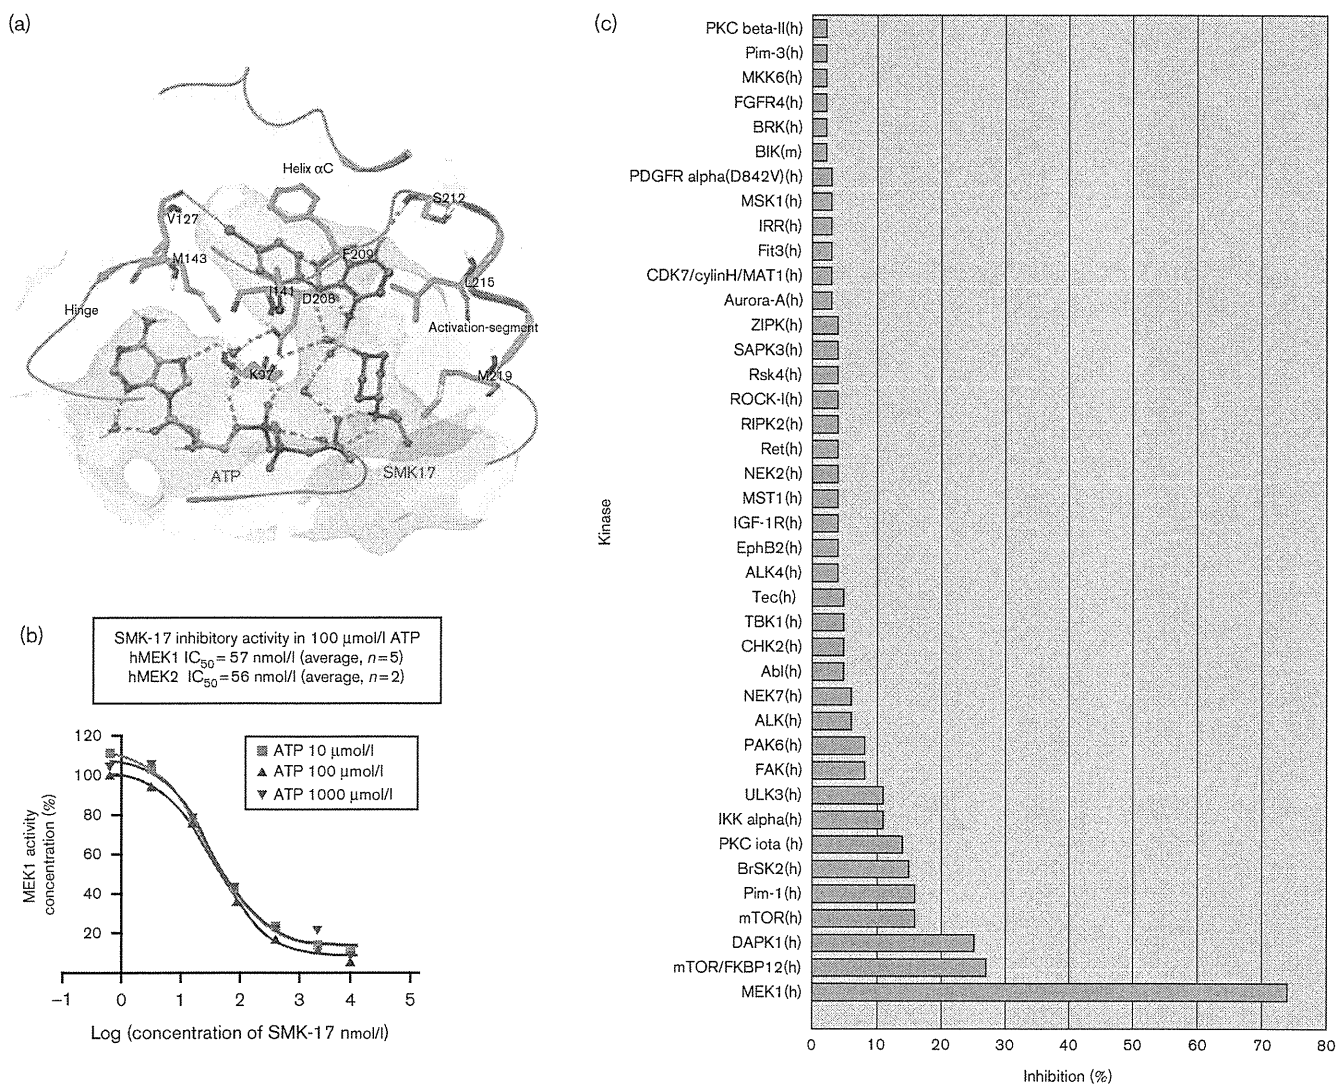 (a)
Helix αC
S212
V127
F209
M143
I141
D208
L215
Hinge
Activation-segment
K97
M219
ATP
SMK17
(b)
SMK-17 inhibitory activity in 100 μmol/l ATP
hMEK1 IC50 = 57 nmol/l (average, n=5)
hMEK2 IC50 = 56 nmol/l (average, n=2)
MEK1 activity
concentration (%)
120
100
80
60
40
20
ATP 10 μmol/l
ATP 100 μmol/l
ATP 1000 μmol/l
−1 0 1 2 3 4 5
Log (concentration of SMK-17 nmol/l)
(c)
Kinase
PKC beta-II(h)
Pim-3(h)
MKK6(h)
FGFR4(h)
BRK(h)
BIK(m)
PDGFR alpha(D842V)(h)
MSK1(h)
IRR(h)
Fit3(h)
CDK7/cylinH/MAT1(h)
Aurora-A(h)
ZIPK(h)
SAPK3(h)
Rsk4(h)
ROCK-I(h)
RIPK2(h)
Ret(h)
NEK2(h)
MST1(h)
IGF-1R(h)
EphB2(h)
ALK4(h)
Tec(h)
TBK1(h)
CHK2(h)
Abl(h)
NEK7(h)
ALK(h)
PAK6(h)
FAK(h)
ULK3(h)
IKK alpha(h)
PKC iota (h)
BrSK2(h)
Pim-1(h)
mTOR(h)
DAPK1(h)
mTOR/FKBP12(h)
MEK1(h)
0 10 20 30 40 50 60 70 80
Inhibition (%)